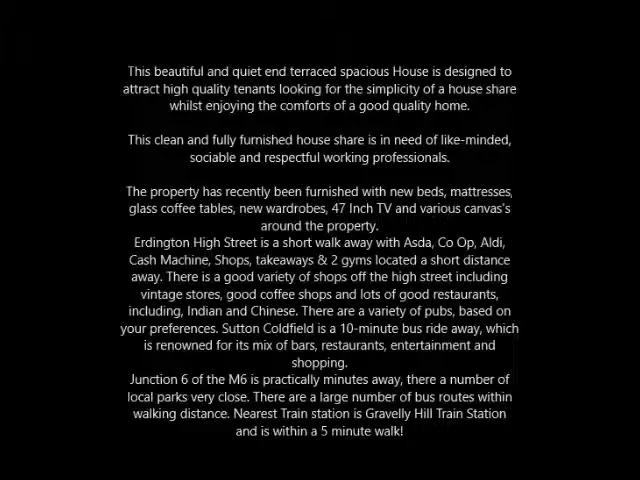 This beautiful and quiet end terraced spacious House is designed to
attract high quality tenants looking for the simplicity of a house share
whilst enjoying the comforts of a good quality home.
This clean and fully furnished house share is in need of like-minded,
sociable and respectful working professionals.
The property has recently been furnished with new beds, mattresses,
glass coffee tables, new wardrobes, 47 Inch TV and various canvas's
around the property.
Erdington High Street is a short walk away with Asda, Co Op, Aldi,
Cash Machine, Shops, takeaways & 2 gyms located a short distance
away. There is a good variety of shops off the high street including
vintage stores, good coffee shops and lots of good restaurants,
including, Indian and Chinese. There are a variety of pubs, based on
your preferences. Sutton Coldfield is a 10-minute bus ride away, which
is renowned for its mix of bars, restaurants, entertainment and
shopping.
Junction 6 of the M6 is practically minutes away, there a number of
local parks very close. There are a large number of bus routes within
walking distance. Nearest Train station is Gravelly Hill Train Station
and is within a 5 minute walk!